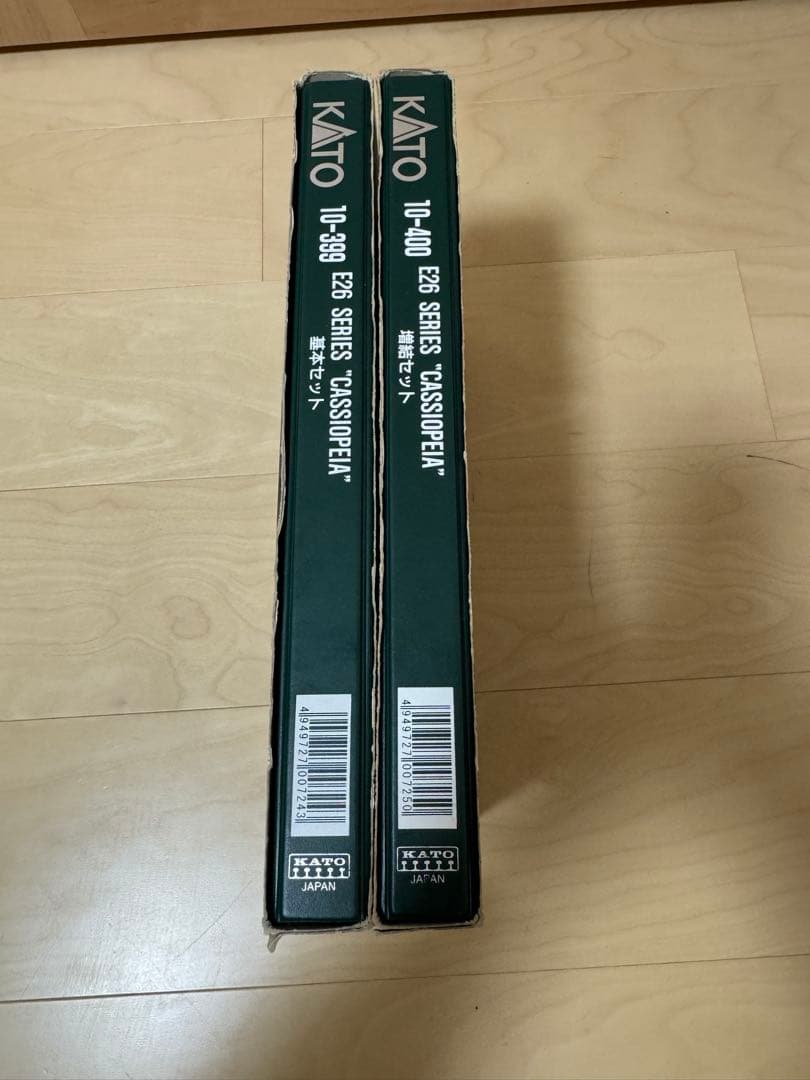 KATO
10-399 E26 SERIES "CASSIOPEIA"
基本セット
4949727007243
KATO
JAPAN
KATO
10-400 E26 SERIES "CASSIOPEIA"
増結セット
4949727007250
KATO
JAPAN